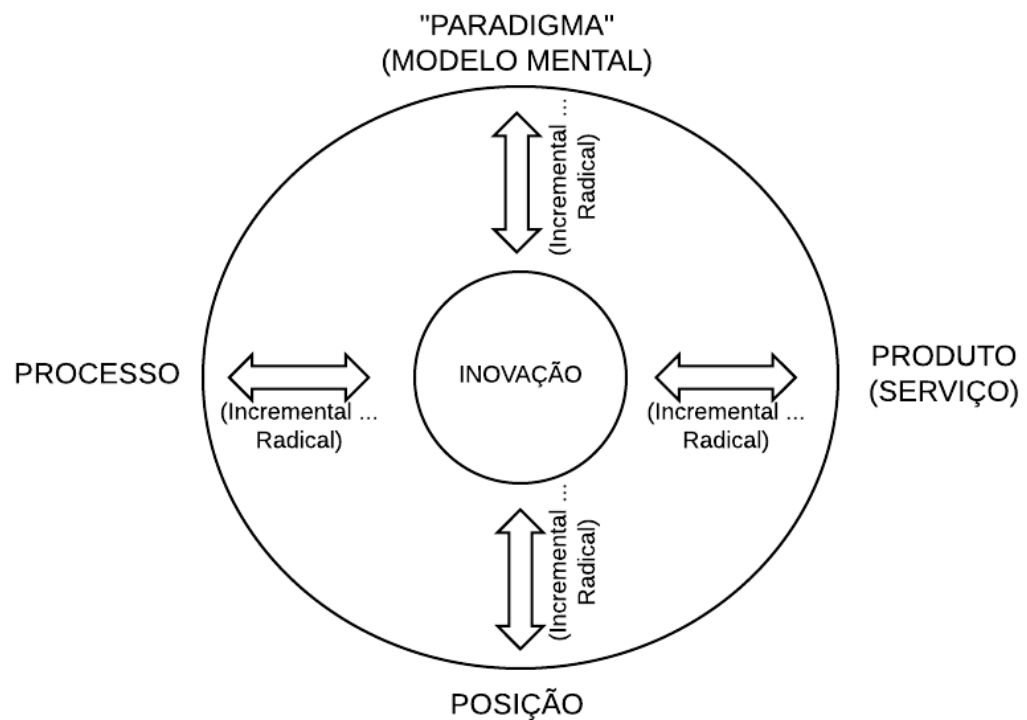 "PARADIGMA"
(MODELO MENTAL)
(Incremental ...
Radical)
PROCESSO
(Incremental ...
Radical)
INOVAÇÃO
(Incremental ...
Radical)
PRODUTO
(SERVIÇO)
(Incremental ...
Radical)
POSIÇÃO